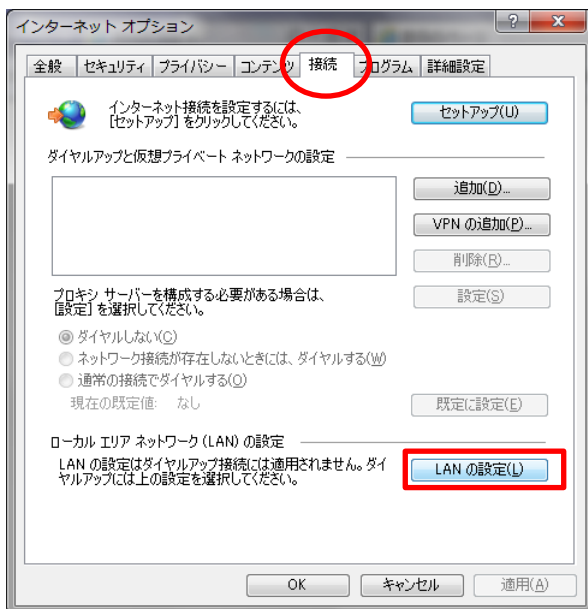 インターネット オプション
全般 セキュリティ プライバシー コンテンツ 接続 プログラム 詳細設定
インターネット接続を設定するには、
[セットアップ] をクリックしてください。
セットアップ(U)
ダイヤルアップと仮想プライベート ネットワークの設定
追加(D)...
VPN の追加(P)...
削除(R)...
プロキシ サーバーを構成する必要がある場合は、
[設定] を選択してください。
設定(S)
ダイヤルしない(C)
ネットワーク接続が存在しないときには、ダイヤルする(W)
通常の接続でダイヤルする(O)
現在の既定値: なし
既定に設定(E)
ローカル エリア ネットワーク (LAN) の設定
LAN の設定はダイヤルアップ接続には適用されません。ダイ
ヤルアップには上の設定を選択してください。
LAN の設定(L)
OK キャンセル 適用(A)